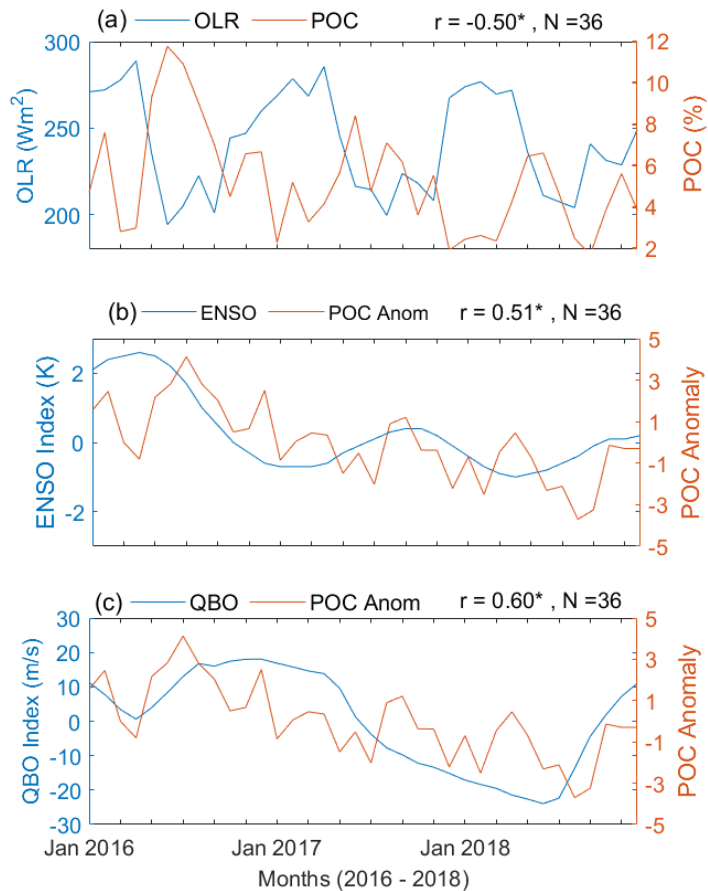 (a) OLR POC r = -0.50* , N =36
300
250
200
OLR (Wm2)
12
10
8
6
4
2
POC (%)
(b) ENSO POC Anom r = 0.51* , N =36
2
0
-2
ENSO Index (K)
5
3
1
-1
-3
-5
POC Anomaly
(c) QBO POC Anom r = 0.60* , N =36
30
20
10
0
-10
-20
-30
QBO Index (m/s)
5
3
1
-1
-3
-5
POC Anomaly
Jan 2016 Jan 2017 Jan 2018
Months (2016 - 2018)